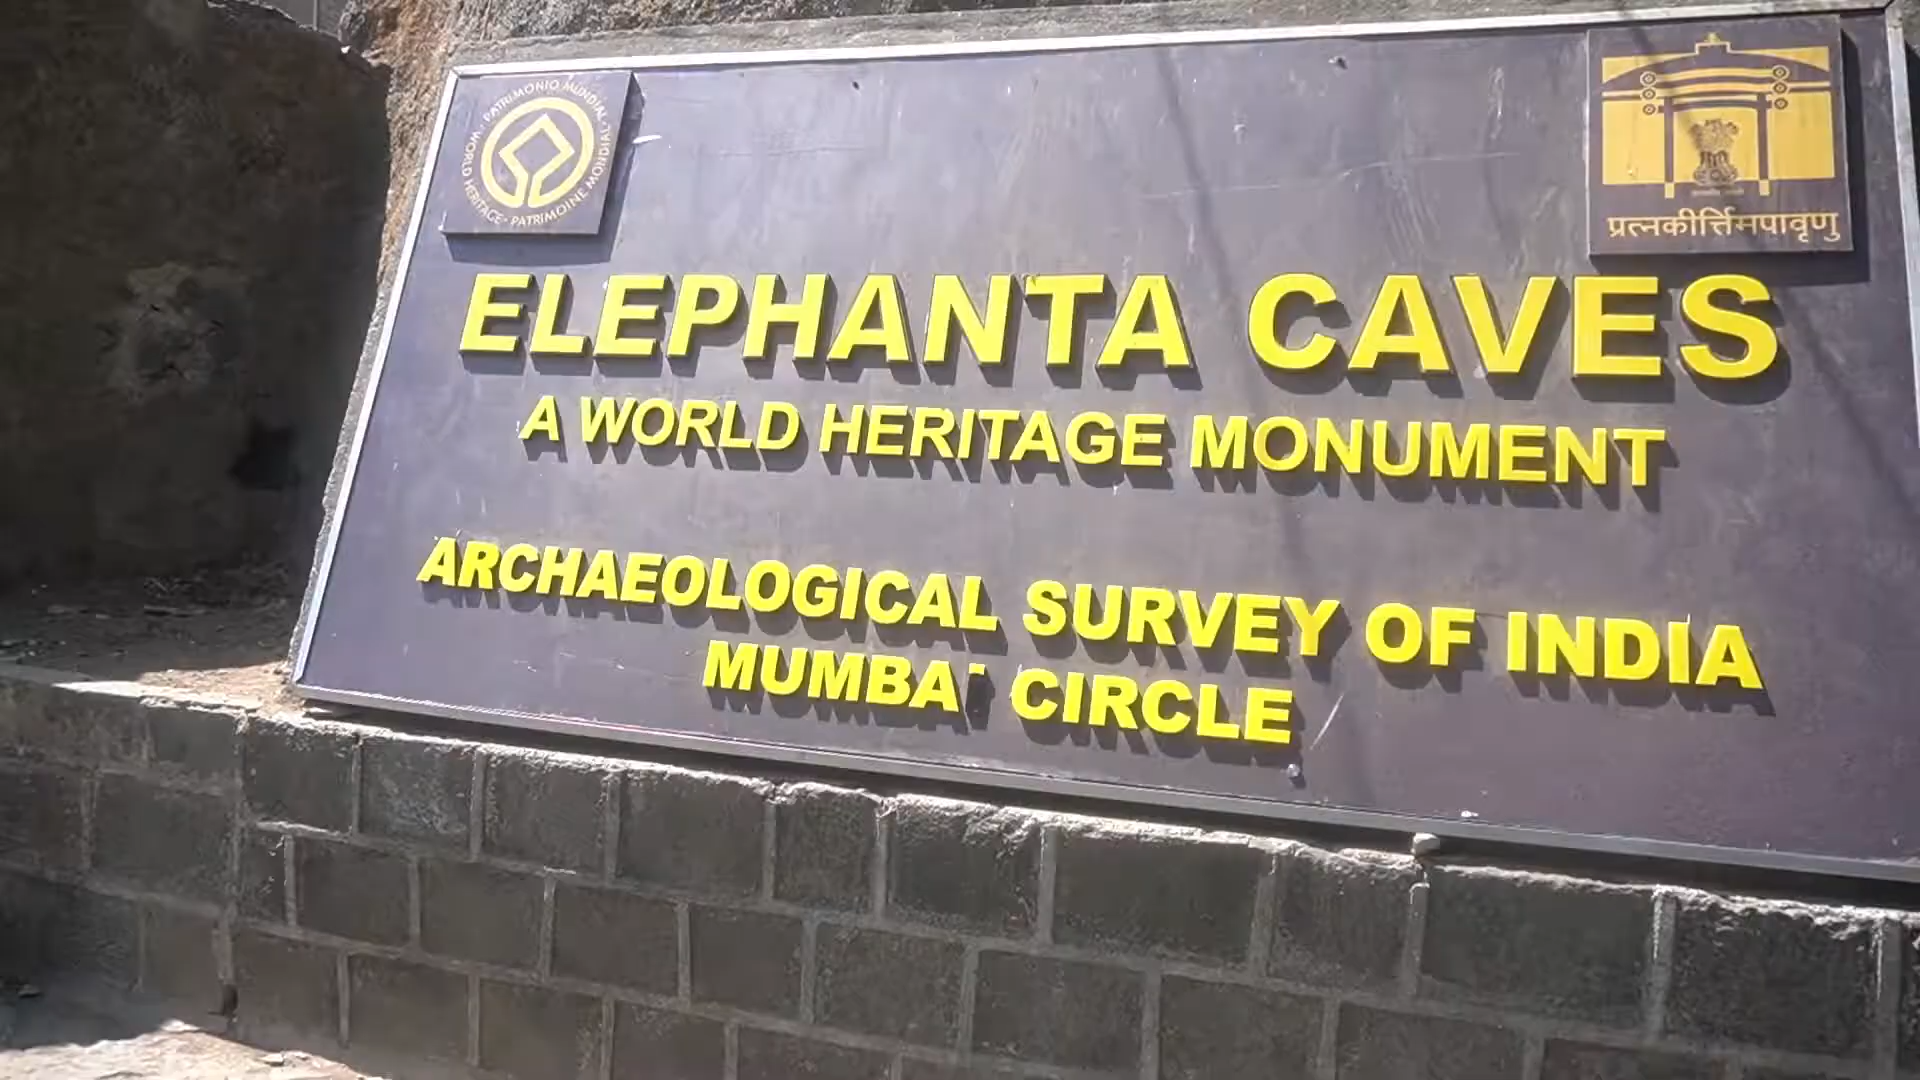 WORLD HERITAGE · PATRIMONIO MUNDIAL · PATRIMOINE MONDIAL ·
प्रत्नकीर्त्तिमपावृणु
ELEPHANTA CAVES
A WORLD HERITAGE MONUMENT
ARCHAEOLOGICAL SURVEY OF INDIA
MUMBA' CIRCLE